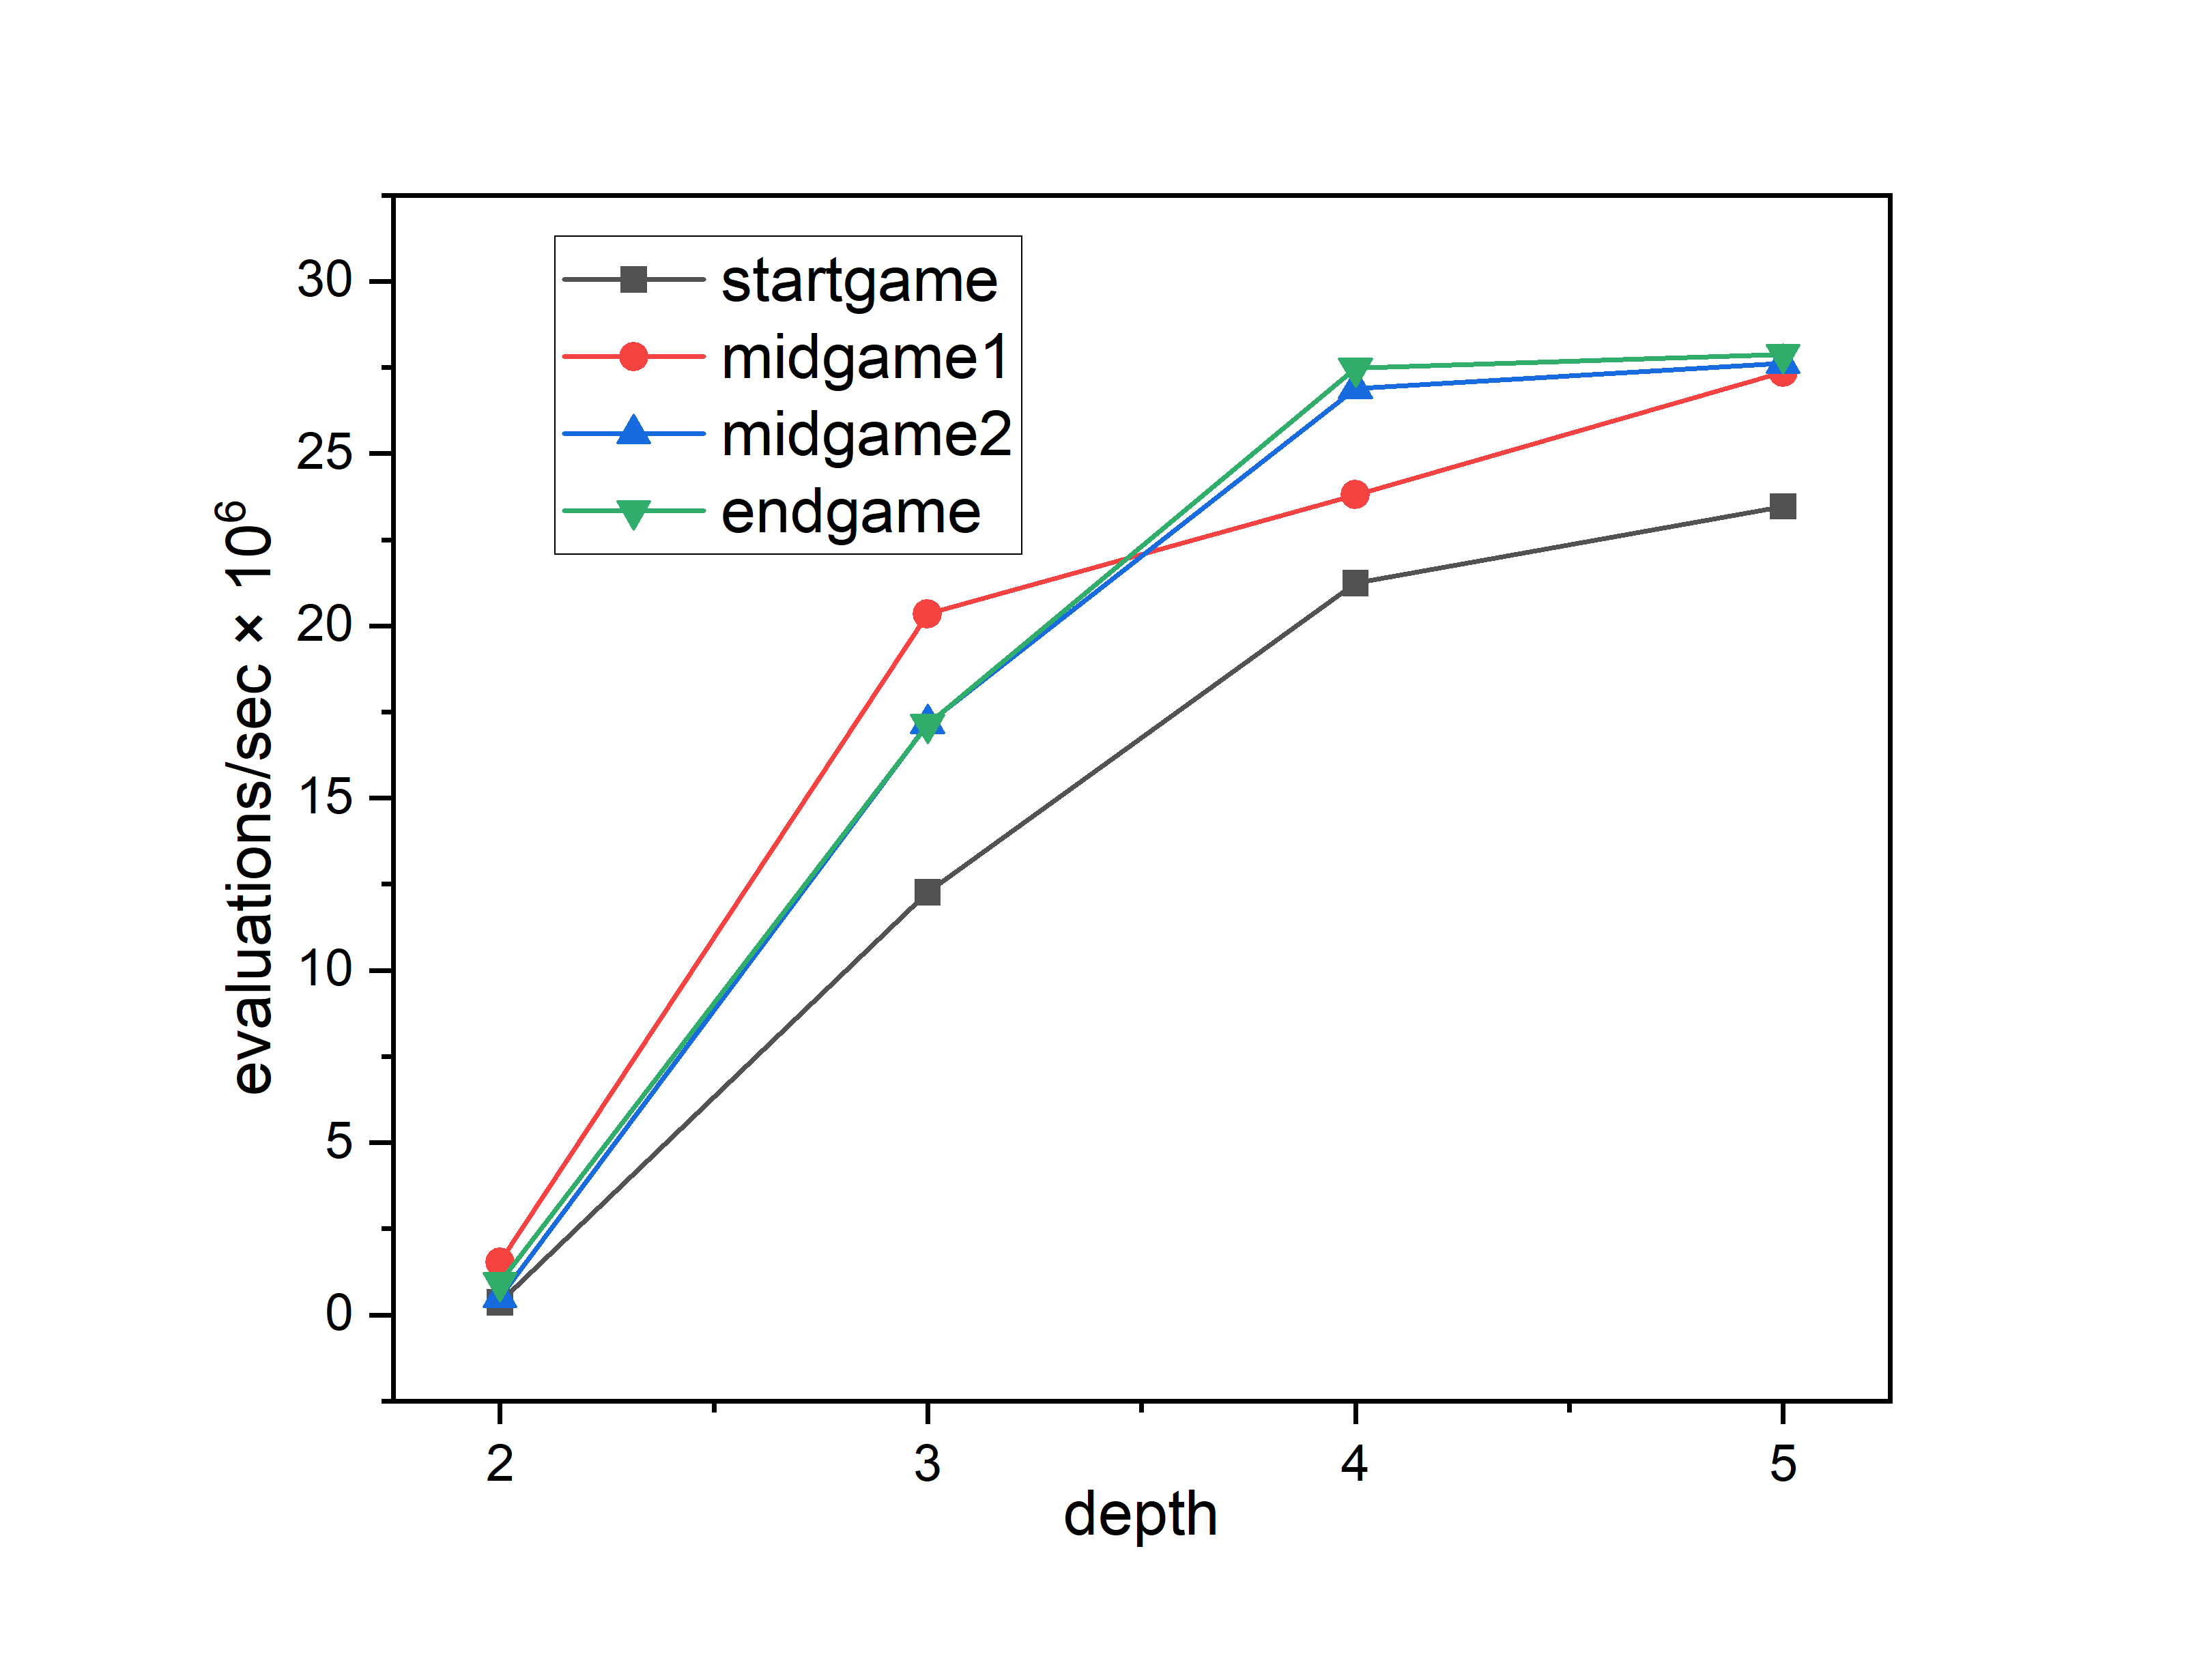 startgame
midgame1
midgame2
endgame
evaluations/sec × 10⁶
30
25
20
15
10
5
0
2 3 4 5
depth